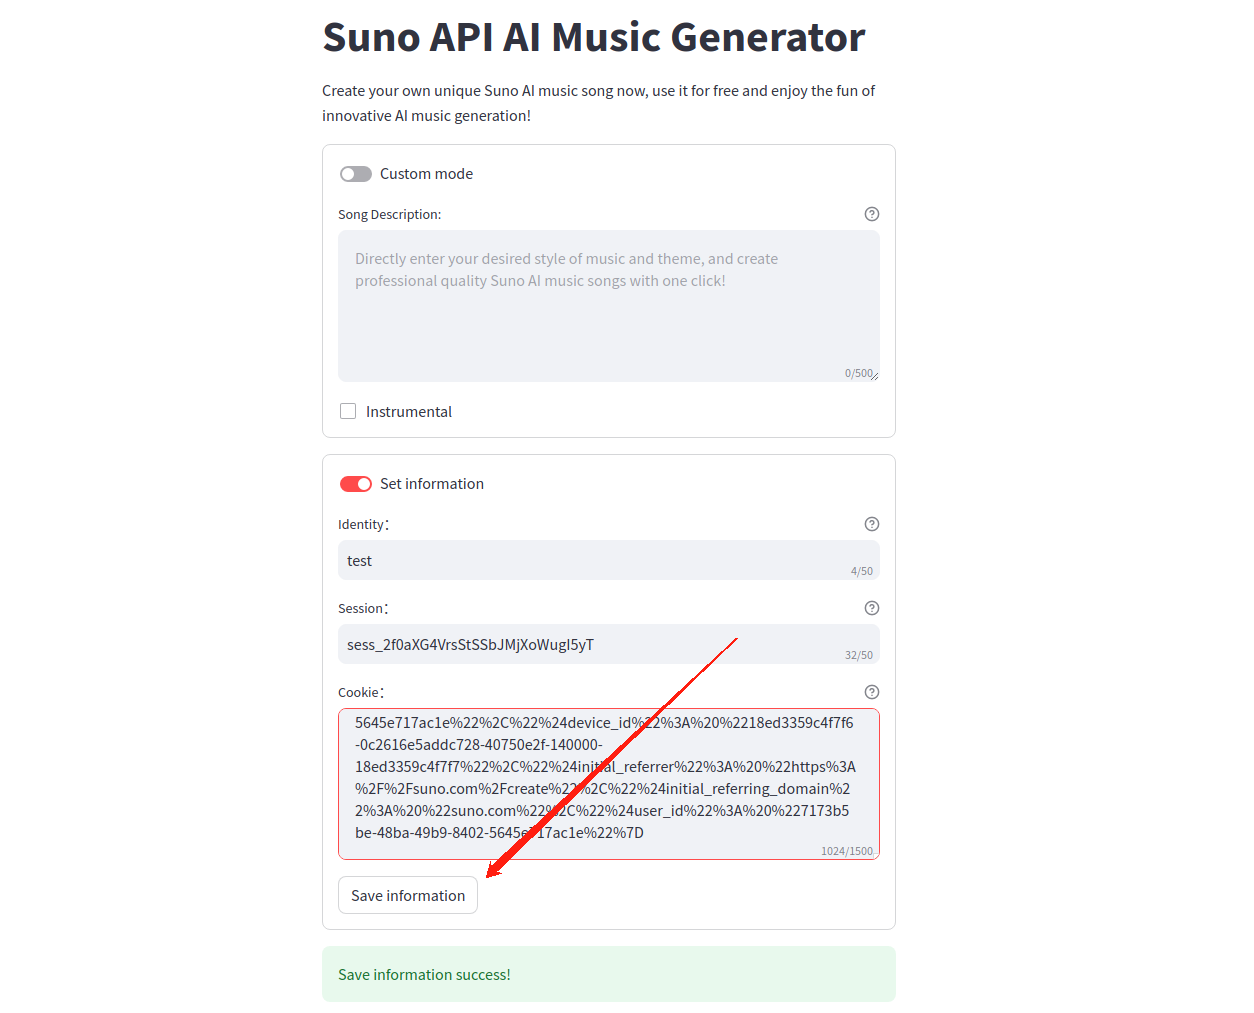 Suno API AI Music Generator
Create your own unique Suno AI music song now, use it for free and enjoy the fun of
innovative AI music generation!
Custom mode
Song Description:
Directly enter your desired style of music and theme, and create
professional quality Suno AI music songs with one click!
0/500
Instrumental
Set information
Identity：
test
4/50
Session：
sess_2f0aXG4VrsStSSbJMjXoWugI5yT
32/50
Cookie：
5645e717ac1e%22%2C%22%24device_id%22%3A%20%2218ed3359c4f7f6
-0c2616e5addc728-40750e2f-140000-
18ed3359c4f7f7%22%2C%22%24initial_referrer%22%3A%20%22https%3A
%2F%2Fsuno.com%2Fcreate%22%2C%22%24initial_referring_domain%2
2%3A%20%22suno.com%22%2C%22%24user_id%22%3A%20%227173b5
be-48ba-49b9-8402-5645e717ac1e%22%7D
1024/1500
Save information
Save information success!